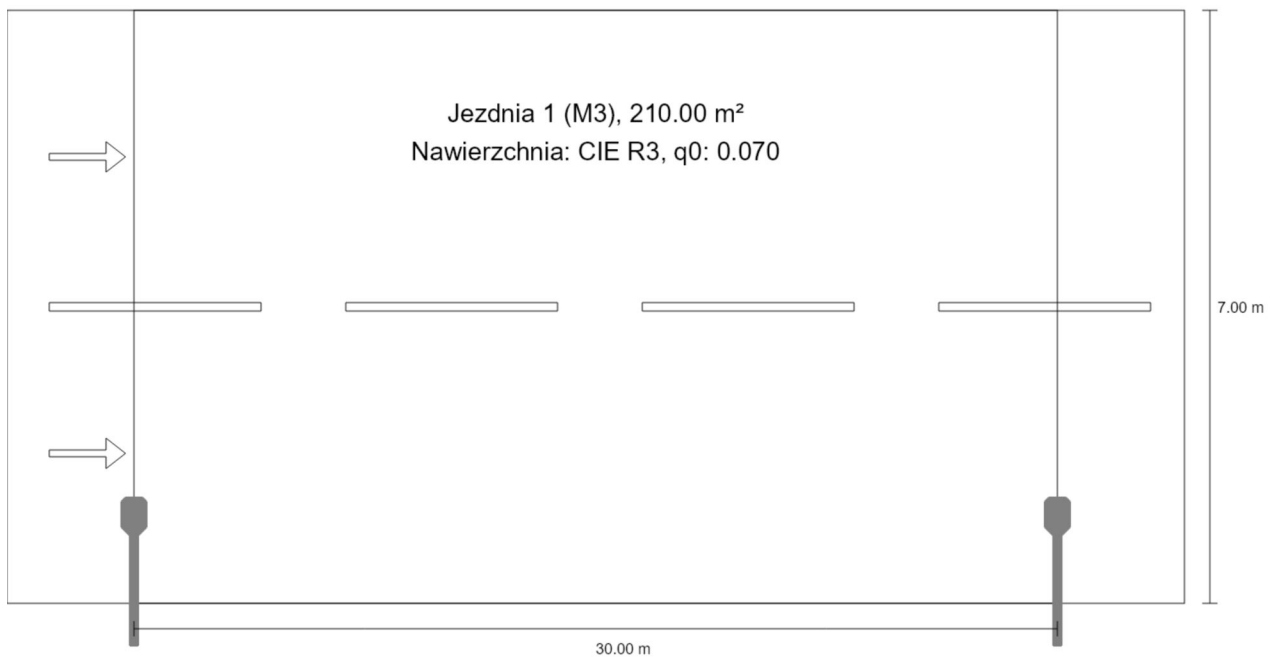 Jezdnia 1 (M3), 210.00 m²
Nawierzchnia: CIE R3, q0: 0.070
7.00 m
30.00 m